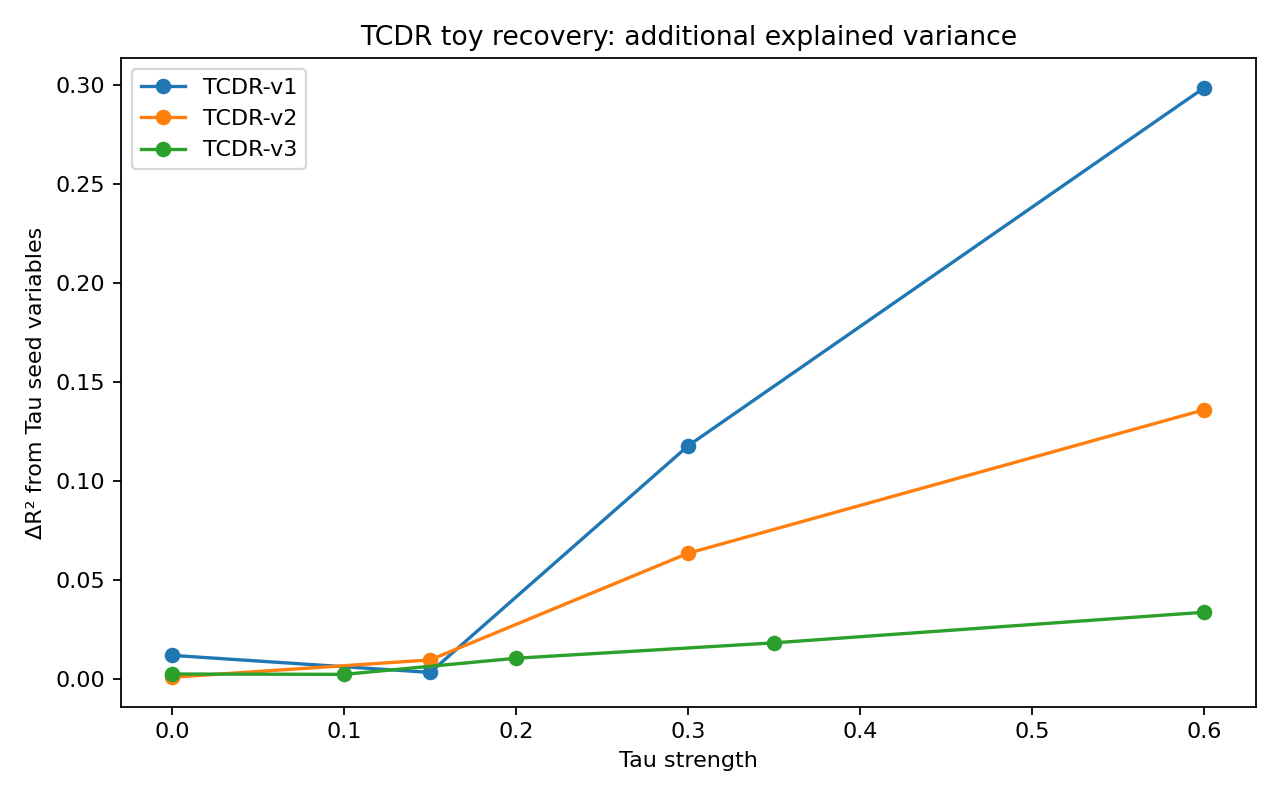 TCDR toy recovery: additional explained variance
TCDR-v1
TCDR-v2
TCDR-v3
0.30
0.25
0.20
0.15
0.10
0.05
0.00
ΔR² from Tau seed variables
0.0 0.1 0.2 0.3 0.4 0.5 0.6
Tau strength